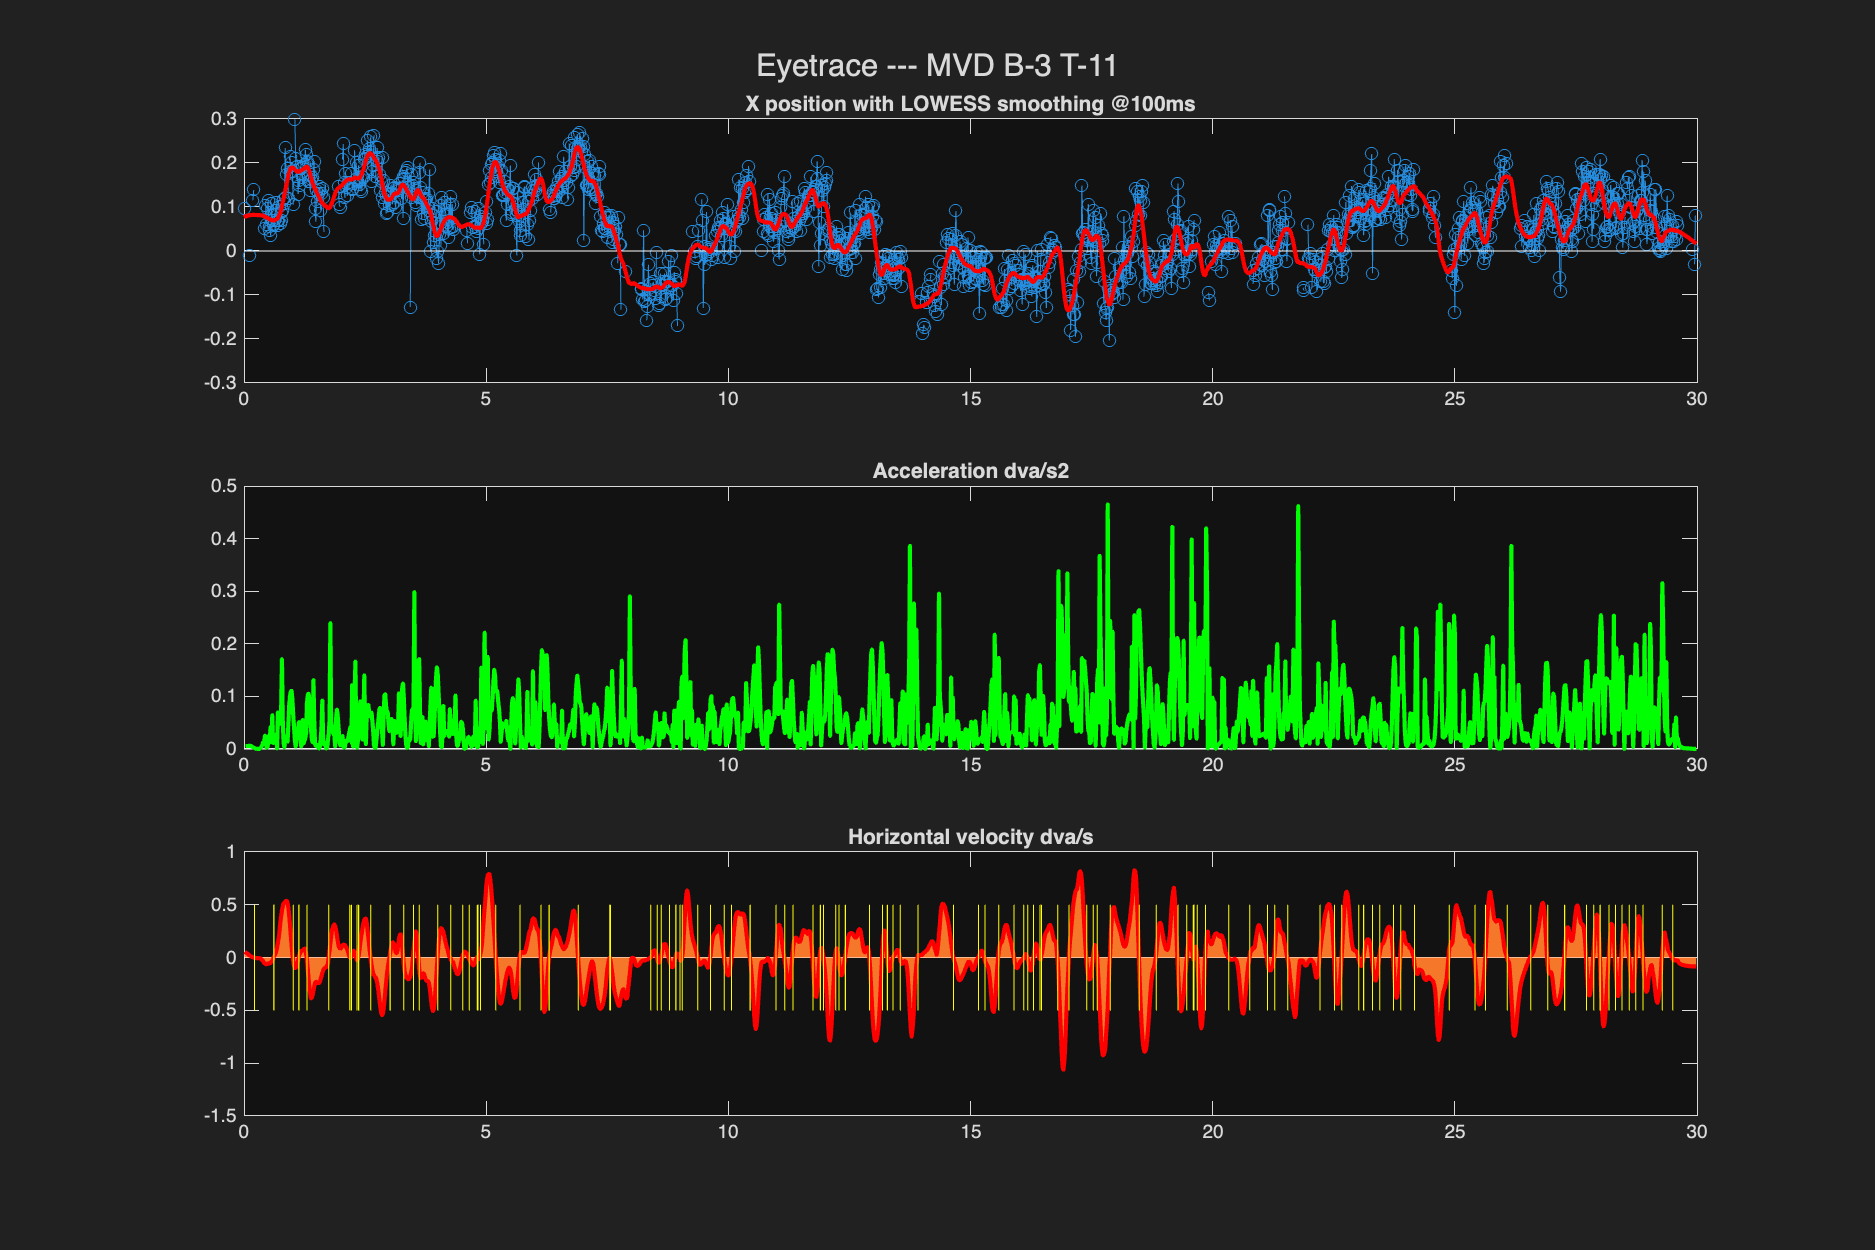 Eyetrace --- MVD B-3 T-11
X position with LOWESS smoothing @100ms
0.3
0.2
0.1
0
-0.1
-0.2
-0.3
0 5 10 15 20 25 30
Acceleration dva/s2
0.5
0.4
0.3
0.2
0.1
0
0 5 10 15 20 25 30
Horizontal velocity dva/s
1
0.5
0
-0.5
-1
-1.5
0 5 10 15 20 25 30